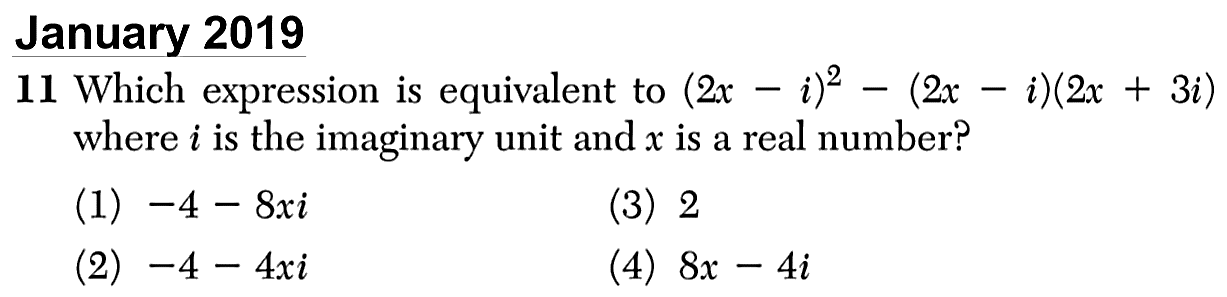 January 2019
11 Which expression is equivalent to (2x − i)² − (2x − i)(2x + 3i)
where i is the imaginary unit and x is a real number?
(1) −4 − 8xi (3) 2
(2) −4 − 4xi (4) 8x − 4i